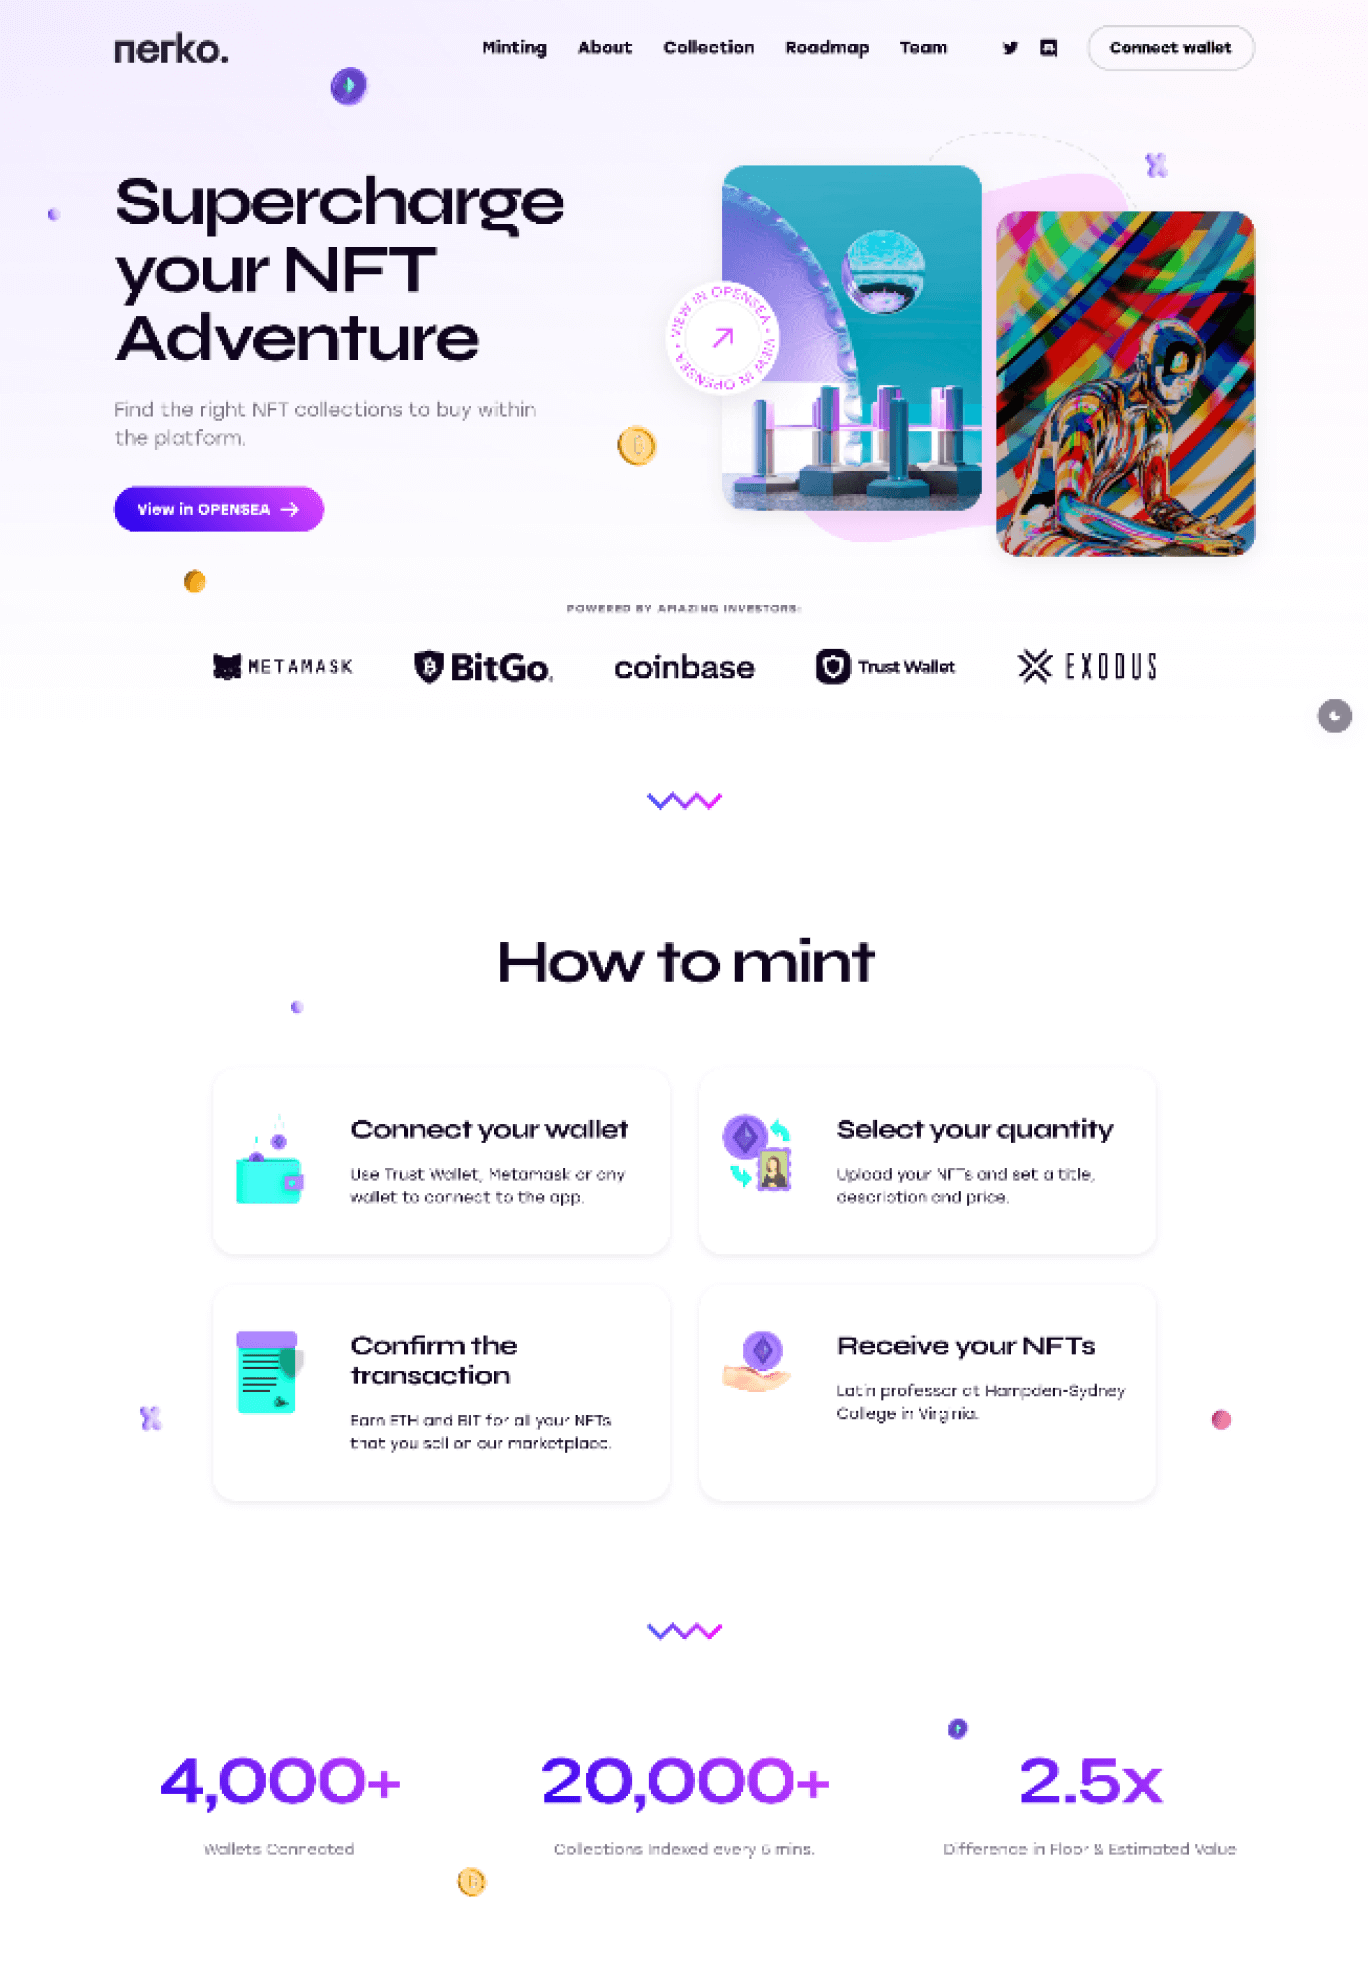 nerko.
Minting About Collection Roadmap Team Connect wallet
Supercharge
your NFT
Adventure
Find the right NFT collections to buy within
the platform.
View in OPENSEA
VIEW IN OPENSEA • VIEW IN OPENSEA •
POWERED BY AMAZING INVESTORS:
METAMASK BitGo coinbase Trust Wallet EXODUS
How to mint
Connect your wallet
Use Trust Wallet, Metamask or any
wallet to connect to the app.
Select your quantity
Upload your NFTs and set a title,
description and price.
Confirm the
transaction
Earn ETH and BIT for all your NFTs
that you sell on our marketplace.
Receive your NFTs
Latin professor at Hampden-Sydney
College in Virginia.
4,000+
Wallets Connected
20,000+
Collections Indexed every 5 mins.
2.5x
Difference in Floor & Estimated Value